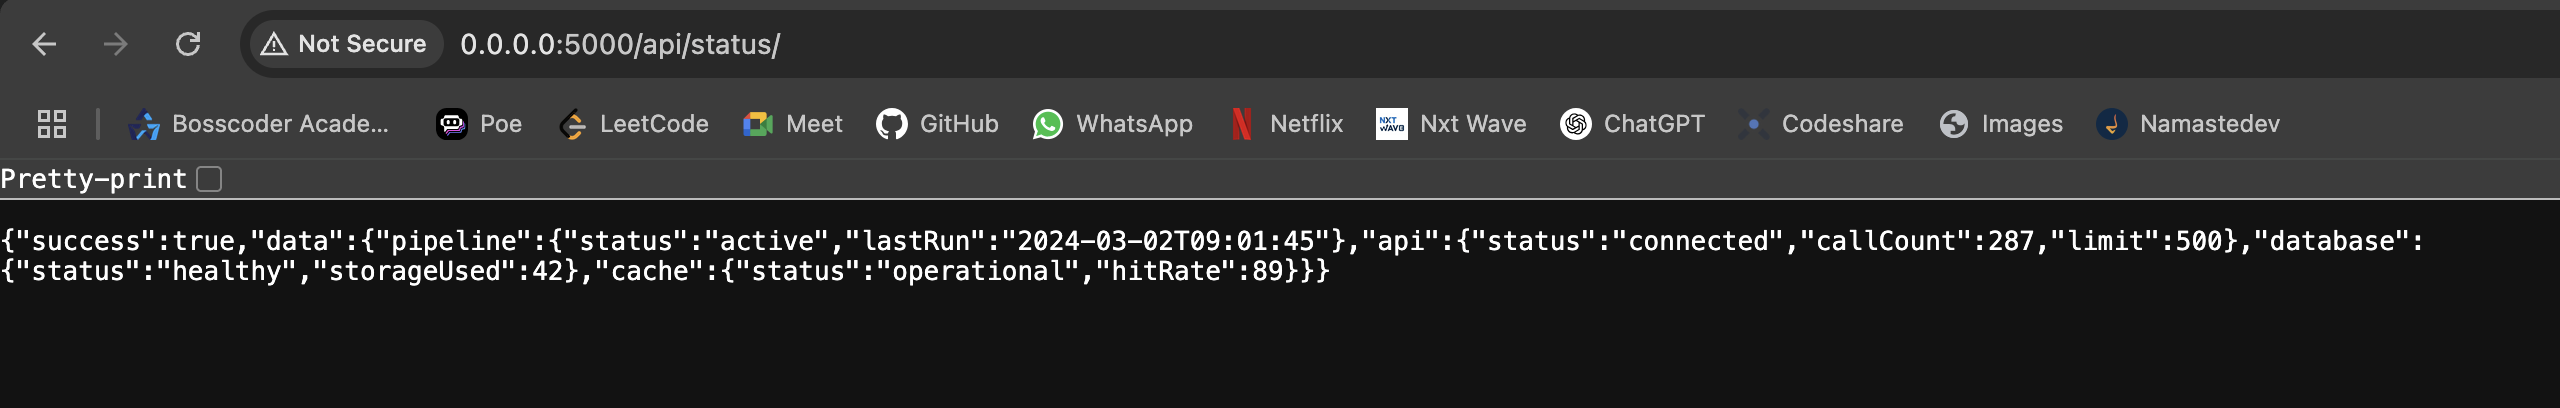 Not Secure 0.0.0.0:5000/api/status/
Bosscoder Acade... Poe LeetCode Meet GitHub WhatsApp Netflix NXT WAVE Nxt Wave ChatGPT Codeshare Images Namastedev
Pretty-print
{"success":true,"data":{"pipeline":{"status":"active","lastRun":"2024-03-02T09:01:45"},"api":{"status":"connected","callCount":287,"limit":500},"database":
{"status":"healthy","storageUsed":42},"cache":{"status":"operational","hitRate":89}}}